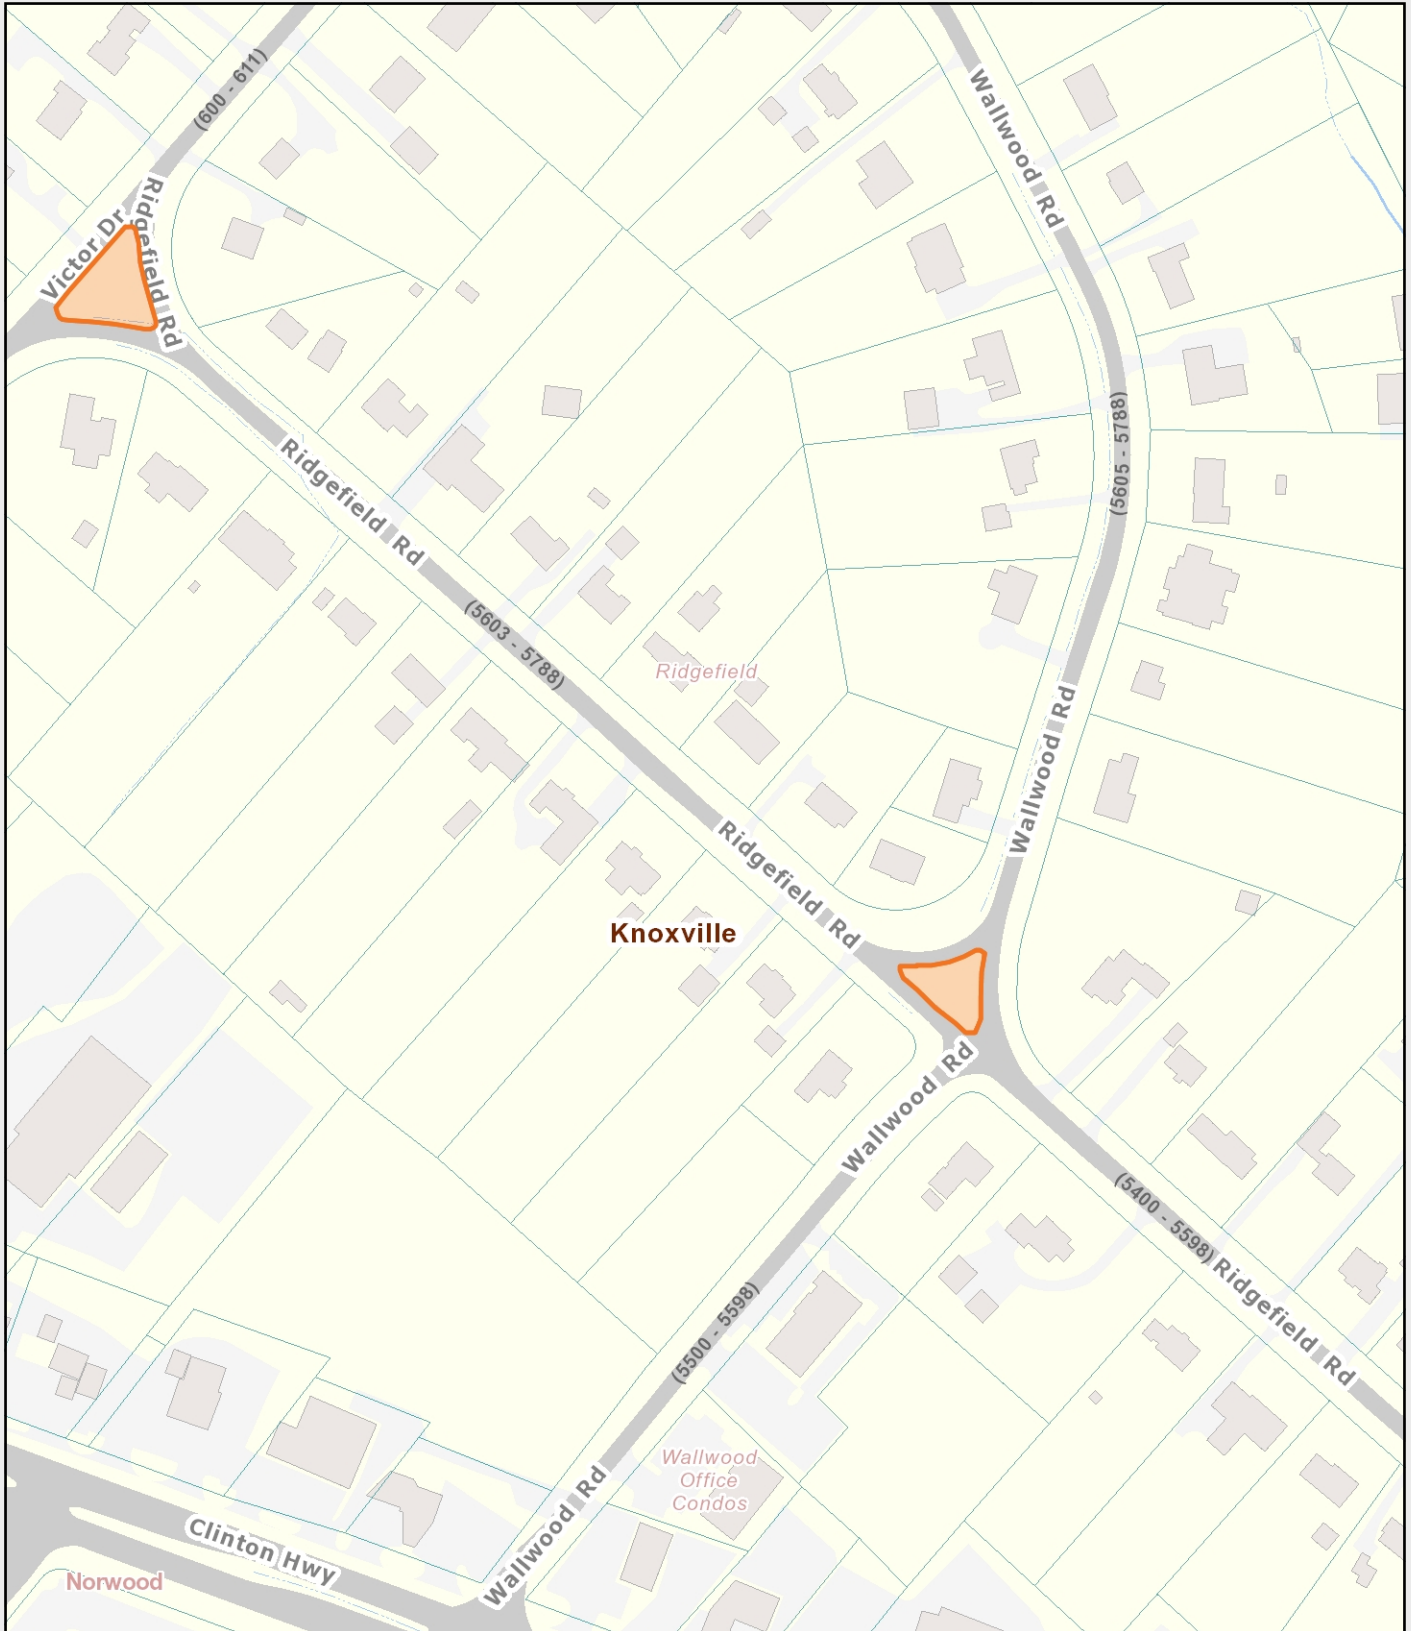 (600 - 611)
Wallwood Rd
Victor Dr
Ridgefield Rd
(5605 - 5788)
Ridgefield Rd
(5603 - 5788)
Ridgefield
Wallwood Rd
Ridgefield Rd
Knoxville
Wallwood Rd
(5400 - 5598)
Ridgefield Rd
(5500 - 5598)
Wallwood
Office
Condos
Wallwood Rd
Clinton Hwy
Norwood